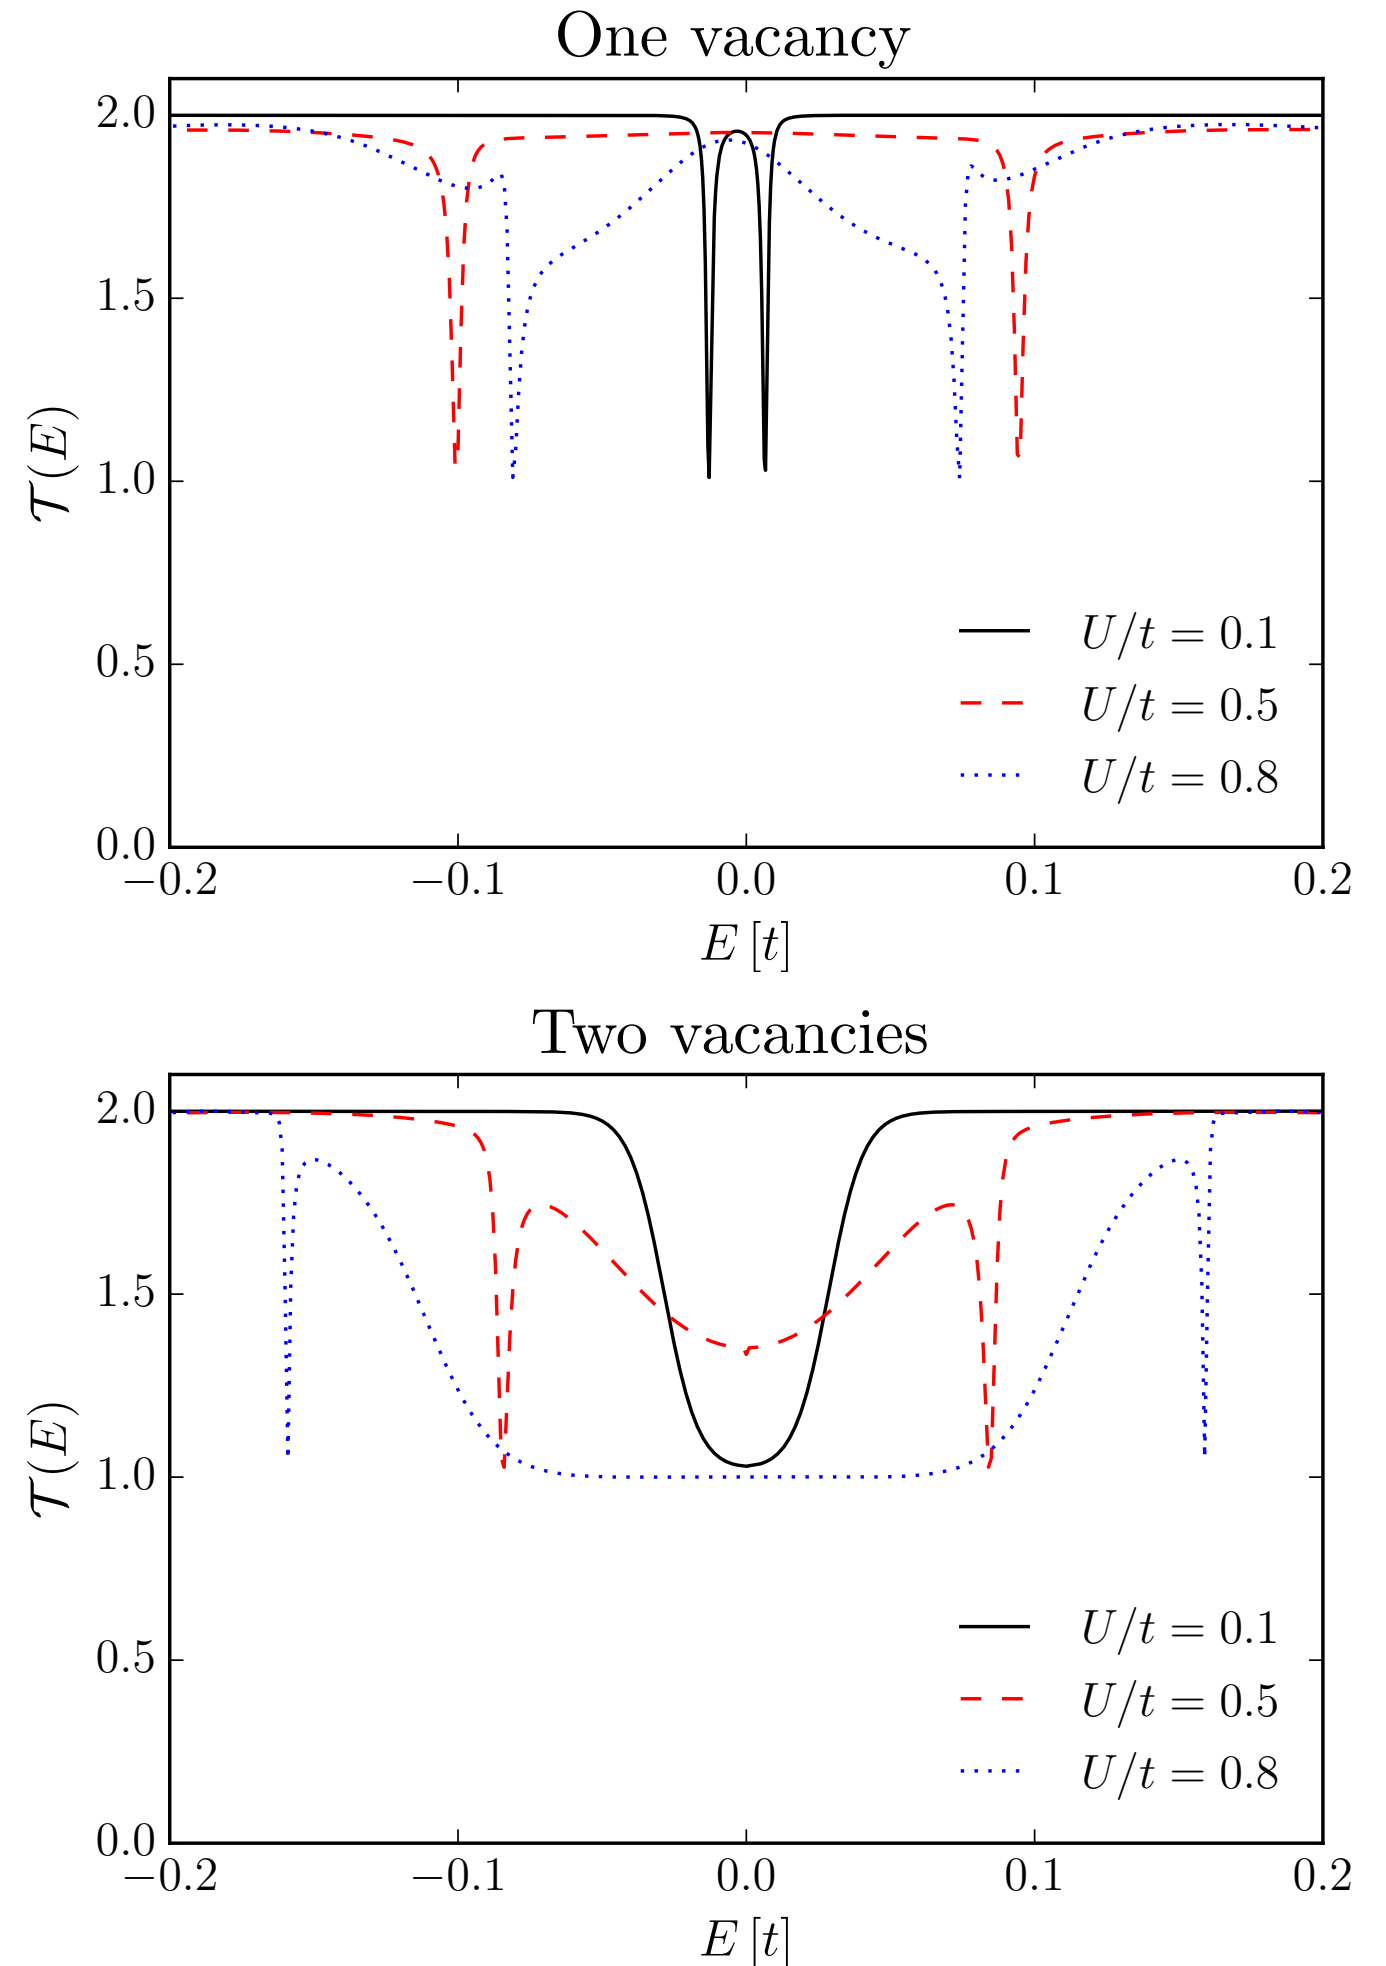 One vacancy
2.0
1.5
1.0
0.5
0.0
𝒯(E)
U/t = 0.1
U/t = 0.5
U/t = 0.8
−0.2 −0.1 0.0 0.1 0.2
E [t]
Two vacancies
2.0
1.5
1.0
0.5
0.0
𝒯(E)
U/t = 0.1
U/t = 0.5
U/t = 0.8
−0.2 −0.1 0.0 0.1 0.2
E [t]